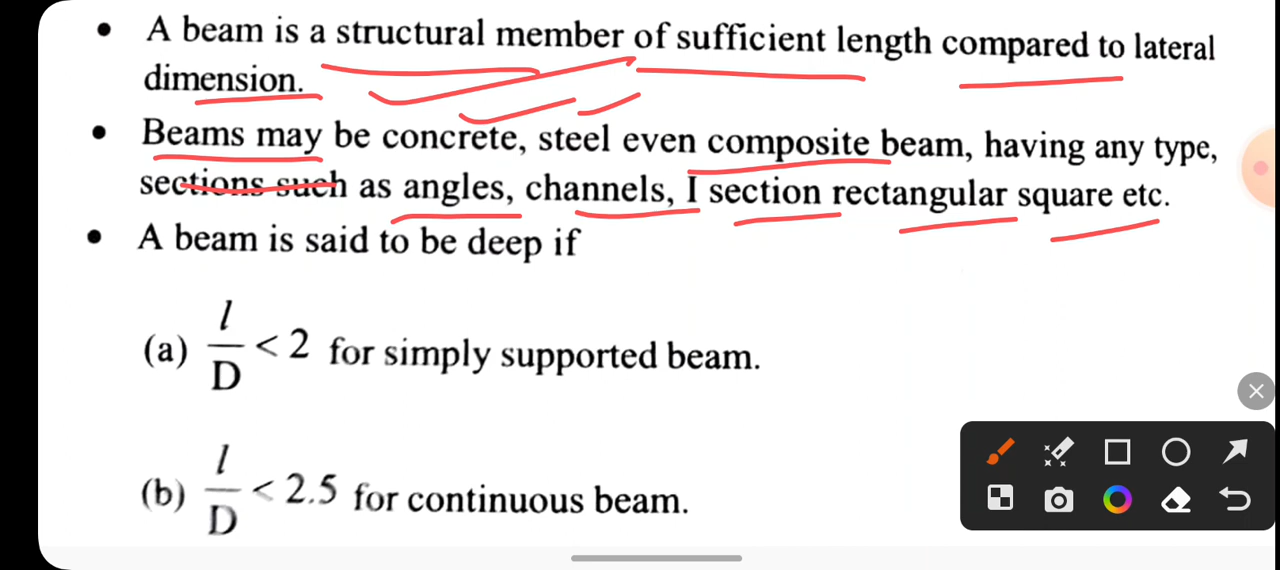 • A beam is a structural member of sufficient length compared to lateral
dimension.
• Beams may be concrete, steel even composite beam, having any type,
sections such as angles, channels, I section rectangular square etc.
• A beam is said to be deep if
(a) l/D < 2 for simply supported beam.
(b) l/D < 2.5 for continuous beam.